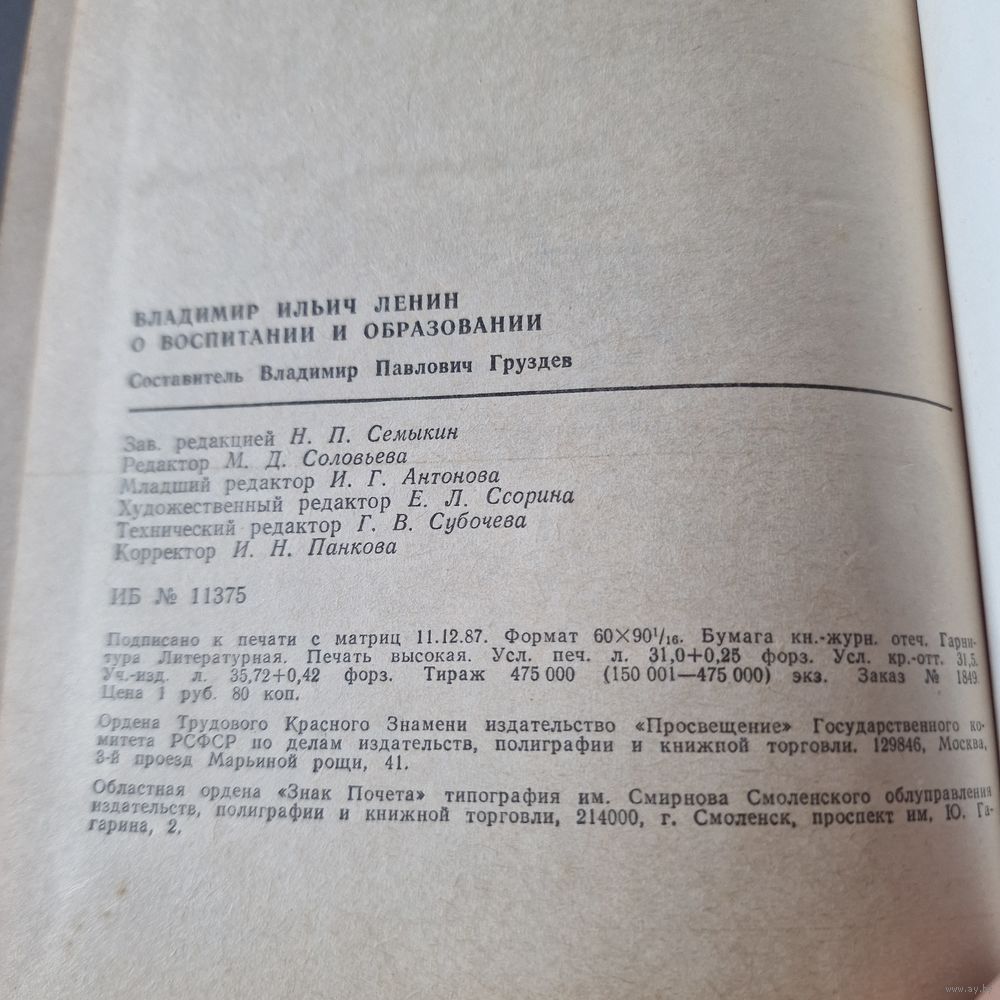 ВЛАДИМИР ИЛЬИЧ ЛЕНИН
О ВОСПИТАНИИ И ОБРАЗОВАНИИ
Составитель Владимир Павлович Груздев
Зав. редакцией Н. П. Семыкин
Редактор М. Д. Соловьева
Младший редактор И. Г. Антонова
Художественный редактор Е. Л. Ссорина
Технический редактор Г. В. Субочева
Корректор И. Н. Панкова
ИБ № 11375
Подписано к печати с матриц 11.12.87. Формат 60×90¹/₁₆. Бумага кн.-журн. отеч. Гарни-
тура Литературная. Печать высокая. Усл. печ. л. 31,0+0,25 форз. Усл. кр.-отт. 31,5.
Уч.-изд. л. 35,72+0,42 форз. Тираж 475 000 (150 001—475 000) экз. Заказ № 1849.
Цена 1 руб. 80 коп.
Ордена Трудового Красного Знамени издательство «Просвещение» Государственного ко-
митета РСФСР по делам издательств, полиграфии и книжной торговли. 129846, Москва,
3-й проезд Марьиной рощи, 41.
Областная ордена «Знак Почета» типография им. Смирнова Смоленского облуправления
издательств, полиграфии и книжной торговли, 214000, г. Смоленск, проспект им. Ю. Га-
гарина, 2.
www.ay.by